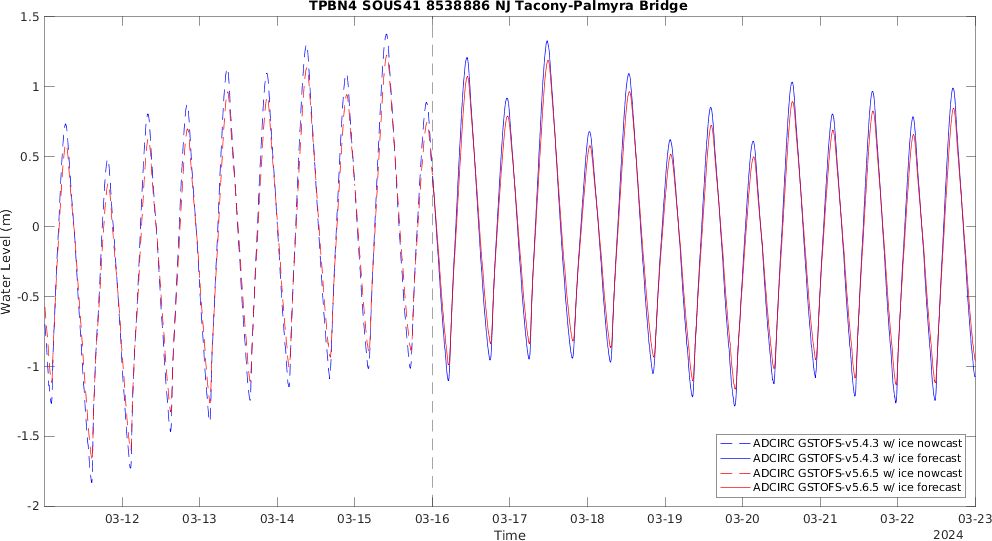 TPBN4 SOUS41 8538886 NJ Tacony-Palmyra Bridge
1.5
1
0.5
0
-0.5
-1
-1.5
-2
Water Level (m)
03-12 03-13 03-14 03-15 03-16 03-17 03-18 03-19 03-20 03-21 03-22 03-23
Time
2024
ADCIRC GSTOFS-v5.4.3 w/ ice nowcast
ADCIRC GSTOFS-v5.4.3 w/ ice forecast
ADCIRC GSTOFS-v5.6.5 w/ ice nowcast
ADCIRC GSTOFS-v5.6.5 w/ ice forecast